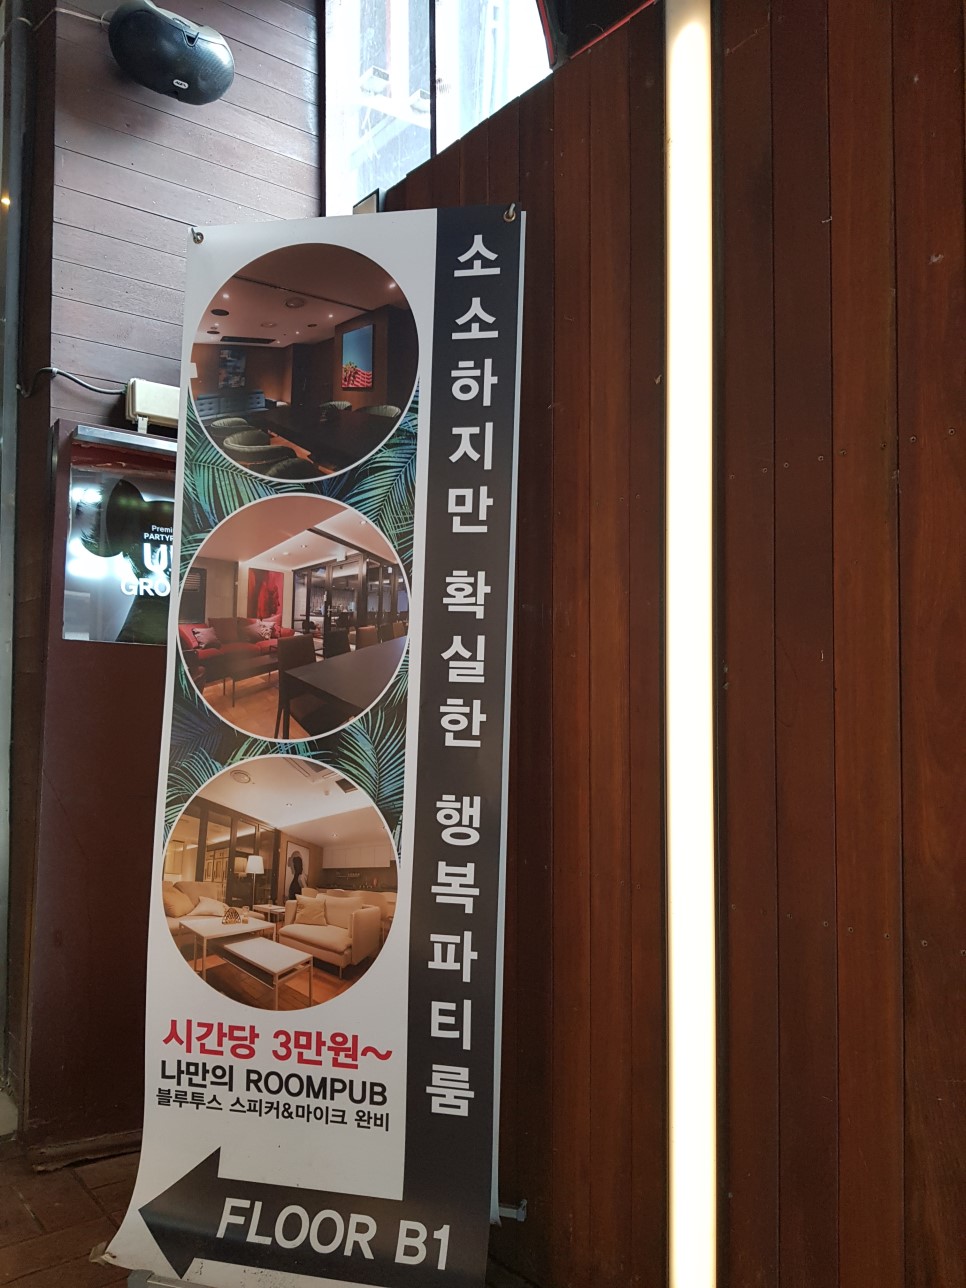 소소하지만 확실한 행복파티룸
시간당 3만원~
나만의 ROOMPUB
블루투스 스피커&마이크 완비
FLOOR B1